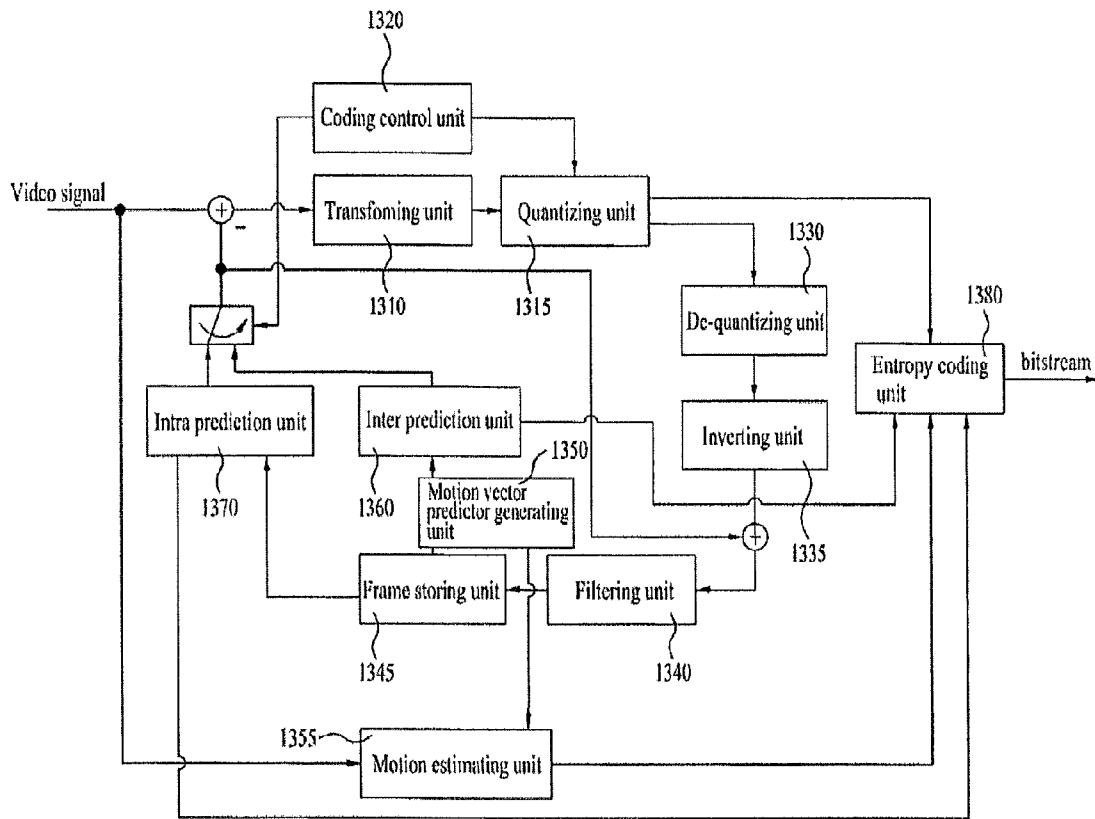 1320
Coding control unit
Video signal
Transfoming unit
Quantizing unit
−
1310
1315
1330
De-quantizing unit
1380
Entropy coding
unit
bitstream
Intra prediction unit
Inter prediction unit
Inverting unit
1350
1370
1360
Motion vector
predictor generating
unit
1335
Frame storing unit
Filtering unit
1345
1340
1355
Motion estimating unit